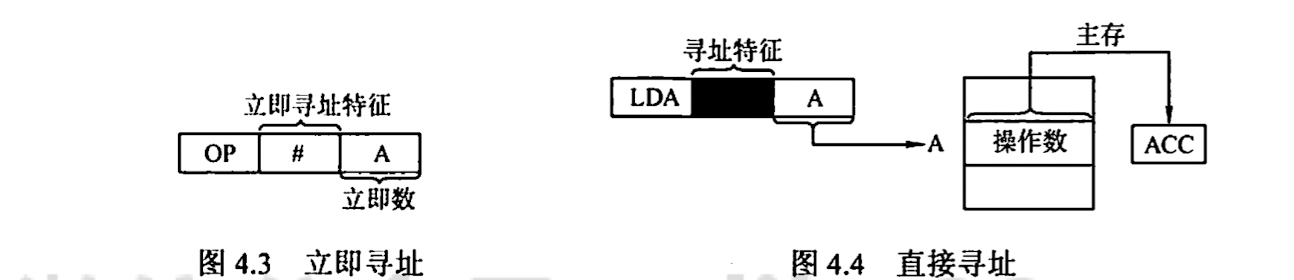 立即寻址特征
OP # A
立即数
图 4.3 立即寻址
寻址特征
LDA A
A
主存
操作数
ACC
图 4.4 直接寻址